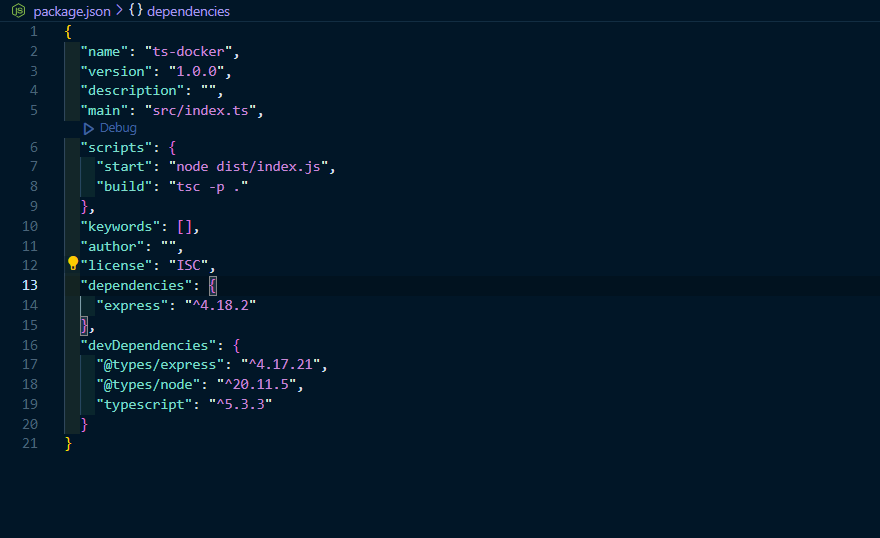 package.json > {} dependencies
1 {
2 "name": "ts-docker",
3 "version": "1.0.0",
4 "description": "",
5 "main": "src/index.ts",
Debug
6 "scripts": {
7 "start": "node dist/index.js",
8 "build": "tsc -p ."
9 },
10 "keywords": [],
11 "author": "",
12 "license": "ISC",
13 "dependencies": {
14 "express": "^4.18.2"
15 },
16 "devDependencies": {
17 "@types/express": "^4.17.21",
18 "@types/node": "^20.11.5",
19 "typescript": "^5.3.3"
20 }
21 }